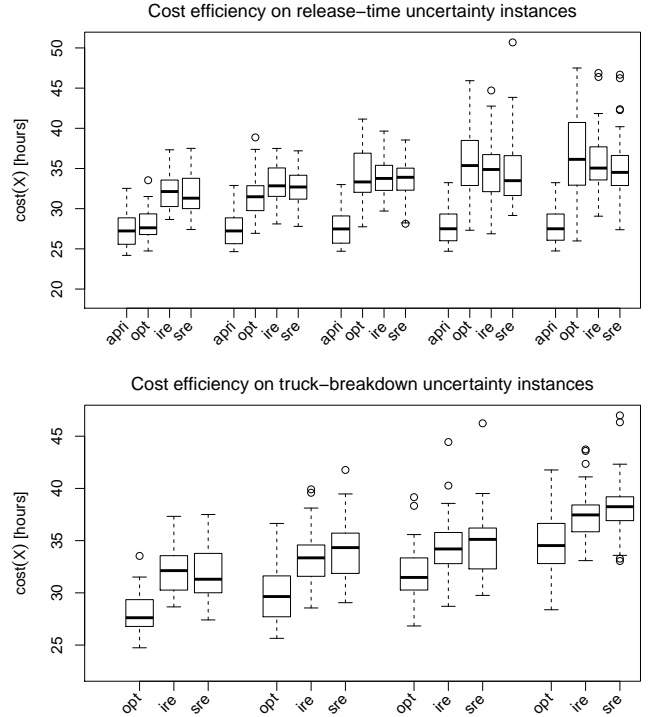 Cost efficiency on release−time uncertainty instances
cost(X) [hours]
50
45
40
35
30
25
20
apri opt ire sre apri opt ire sre apri opt ire sre apri opt ire sre apri opt ire sre
Cost efficiency on truck−breakdown uncertainty instances
cost(X) [hours]
45
40
35
30
25
opt ire sre opt ire sre opt ire sre opt ire sre